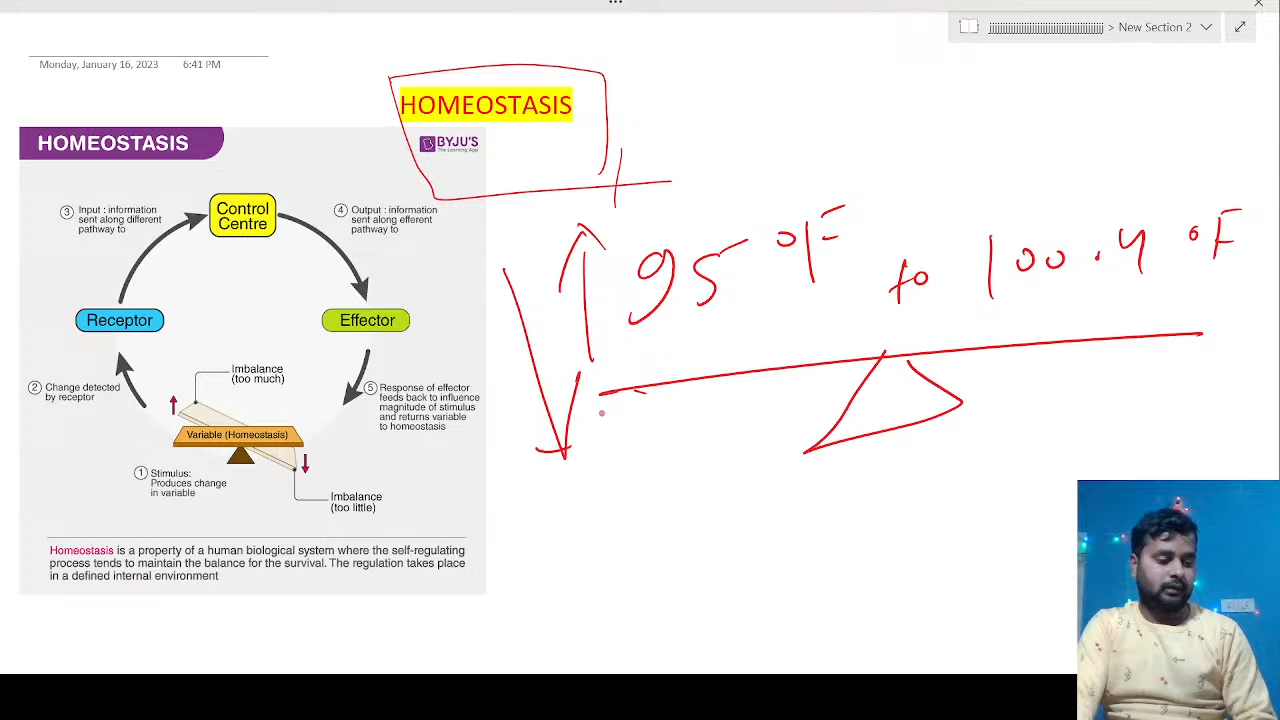 jjjjjjjjjjjjjjjjjjjjjjjjjjjjjjjjjjjjj > New Section 2
Monday, January 16, 2023 6:41 PM
HOMEOSTASIS
HOMEOSTASIS
BYJU'S
The Learning App
Control
Centre
3 Input : information
sent along different
pathway to
4 Output : information
sent along efferent
pathway to
Receptor
Effector
2 Change detected
by receptor
Imbalance
(too much)
5 Response of effector
feeds back to influence
magnitude of stimulus
and returns variable
to homeostasis
Variable (Homeostasis)
1 Stimulus:
Produces change
in variable
Imbalance
(too little)
Homeostasis is a property of a human biological system where the self-regulating
process tends to maintain the balance for the survival. The regulation takes place
in a defined internal environment
95 °F to 100.4 °F